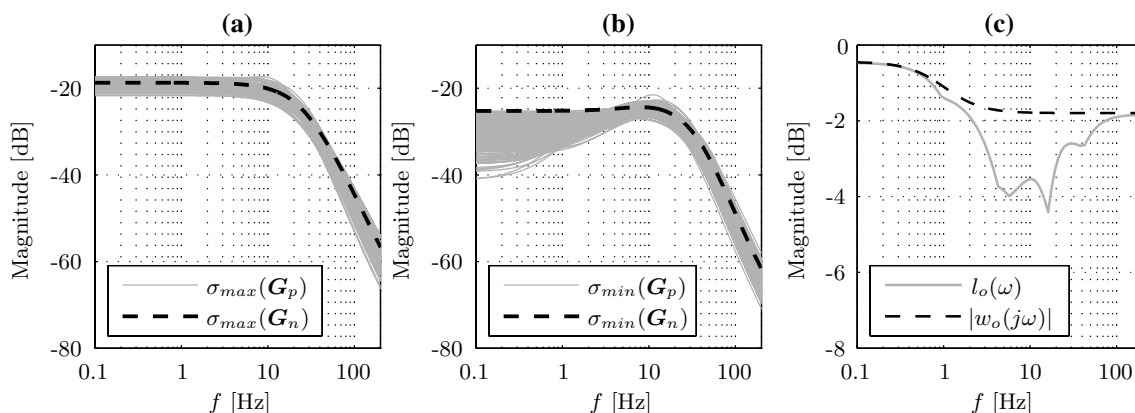 (a)
Magnitude [dB]
-20
-40
-60
-80
0.1 1 10 100
f [Hz]
σmax(Gp)
σmax(Gn)
(b)
Magnitude [dB]
-20
-40
-60
-80
0.1 1 10 100
f [Hz]
σmin(Gp)
σmin(Gn)
(c)
Magnitude [dB]
0
-2
-4
-6
-8
0.1 1 10 100
f [Hz]
lo(ω)
|wo(jω)|